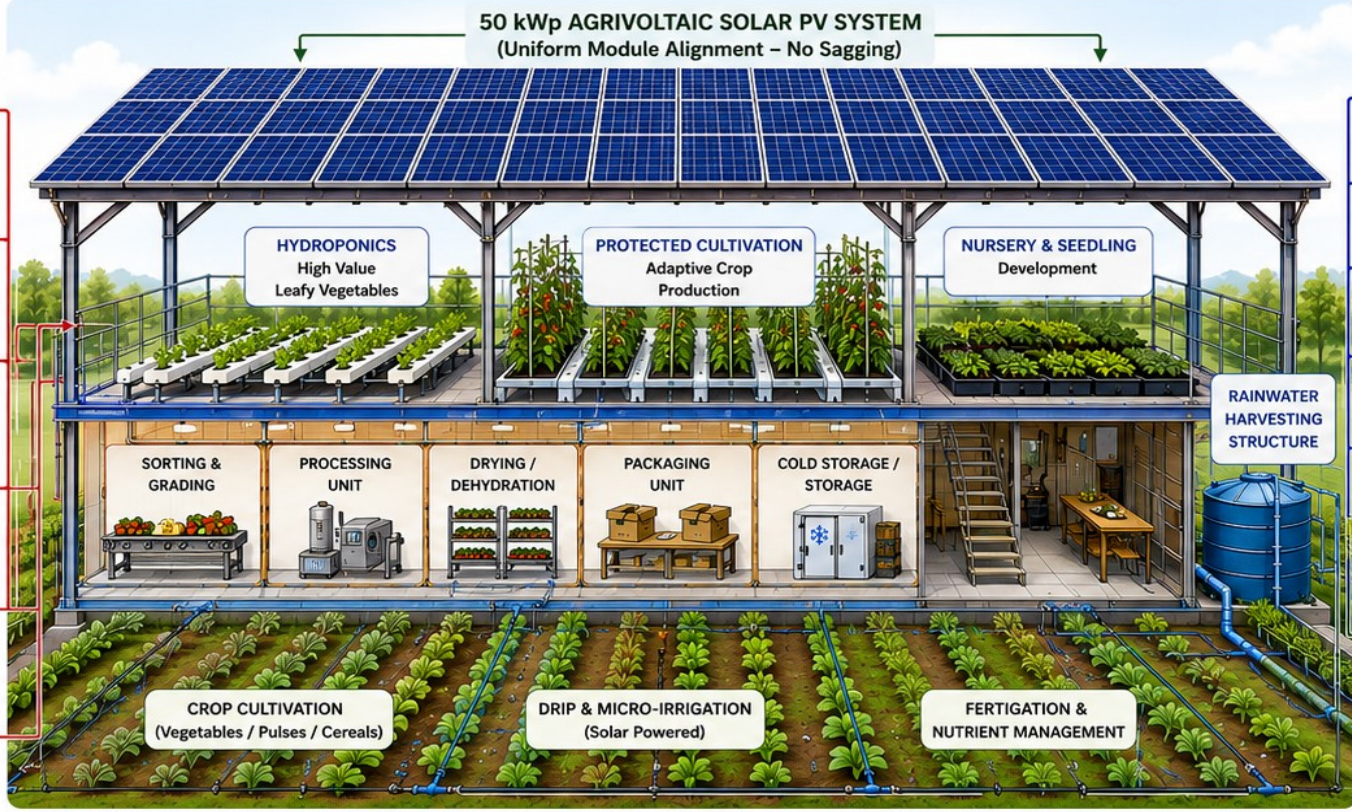 50 kWp AGRIVOLTAIC SOLAR PV SYSTEM
(Uniform Module Alignment – No Sagging)
HYDROPONICS
High Value
Leafy Vegetables
PROTECTED CULTIVATION
Adaptive Crop
Production
NURSERY & SEEDLING
Development
RAINWATER
HARVESTING
STRUCTURE
SORTING &
GRADING
PROCESSING
UNIT
DRYING /
DEHYDRATION
PACKAGING
UNIT
COLD STORAGE /
STORAGE
CROP CULTIVATION
(Vegetables / Pulses / Cereals)
DRIP & MICRO-IRRIGATION
(Solar Powered)
FERTIGATION &
NUTRIENT MANAGEMENT